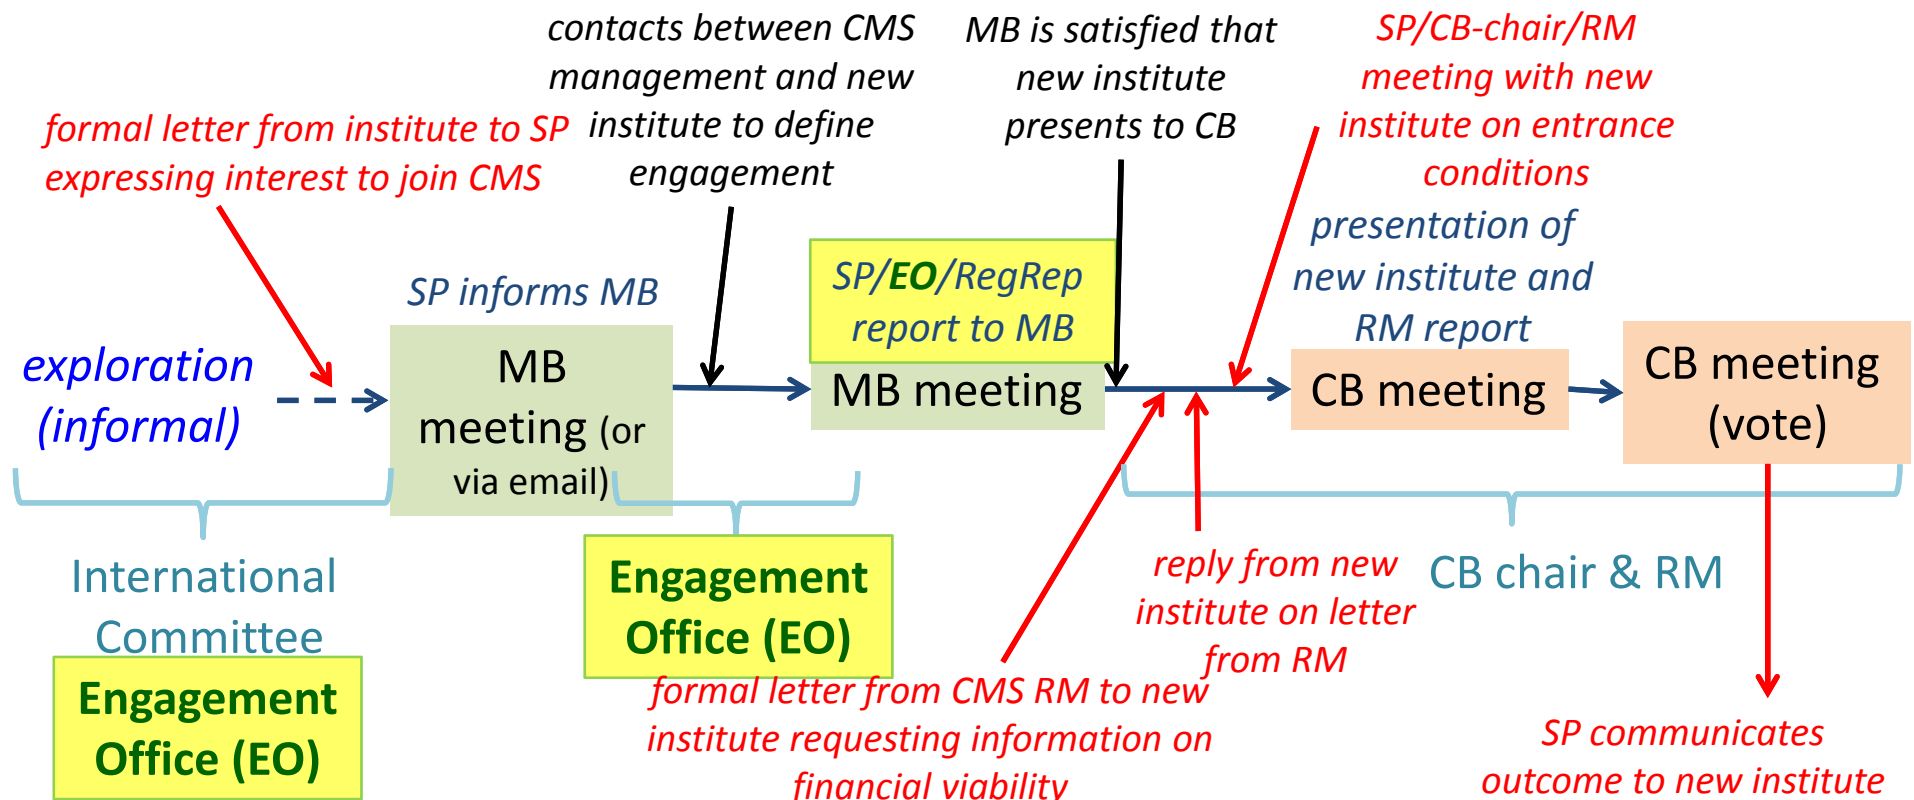 contacts between CMS
management and new
institute to define
engagement
MB is satisfied that
new institute
presents to CB
SP/CB-chair/RM
meeting with new
institute on entrance
conditions
formal letter from institute to SP
expressing interest to join CMS
presentation of
new institute and
RM report
SP informs MB
SP/EO/RegRep
report to MB
exploration
(informal)
MB
meeting (or
via email)
MB meeting
CB meeting
CB meeting
(vote)
International
Committee
Engagement
Office (EO)
Engagement
Office (EO)
reply from new
institute on letter
from RM
CB chair & RM
formal letter from CMS RM to new
institute requesting information on
financial viability
SP communicates
outcome to new institute